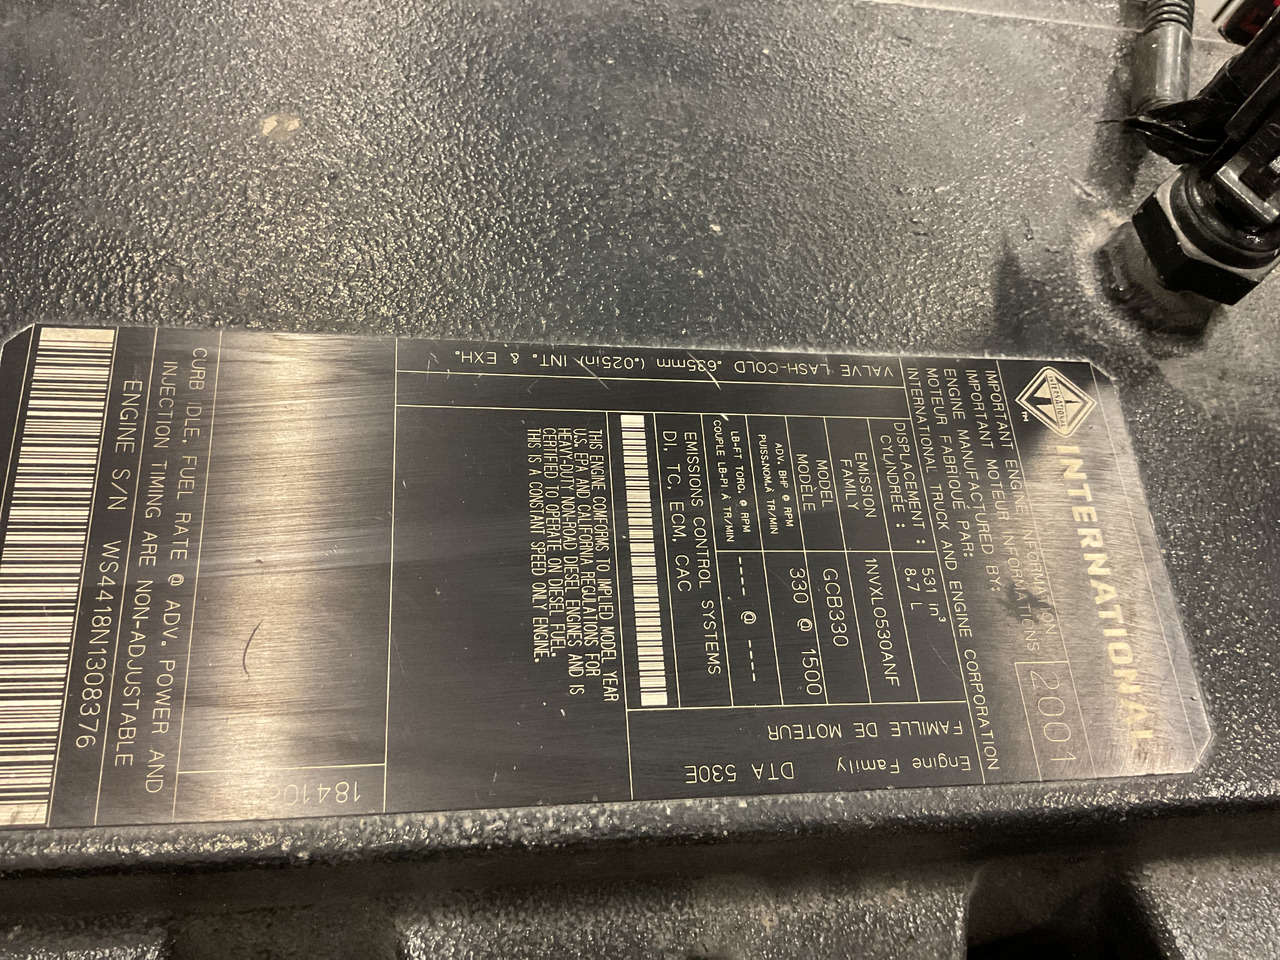 INTERNATIONAL
INTERNATIONAL
™
IMPORTANT ENGINE INFORMATION
IMPORTANT MOTEUR INFORMATIONS
2001
ENGINE MANUFACTURED BY:
MOTEUR FABRIQUE PAR:
INTERNATIONAL TRUCK AND ENGINE CORPORATION
DISPLACEMENT :
CYLINDREE :
531 in³
8.7 L
EMISSION
FAMILY
1NVXL0530ANF
MODEL
MODÈLE
GCB330
ADV. BHP @ RPM
PUISS.NOM.A TR/MIN
330 @ 1500
LB-FT TORQ. @ RPM
COUPLE LB-PI A TR/MIN
---- @ ----
EMISSIONS CONTROL SYSTEMS
DI, TC, ECM, CAC
THIS ENGINE CONFORMS TO IMPLIED MODEL YEAR
U.S. EPA AND CALIFORNIA REGULATIONS FOR
HEAVY-DUTY NON-ROAD DIESEL ENGINES AND IS
CERTIFIED TO OPERATE ON DIESEL FUEL.
THIS IS A CONSTANT SPEED ONLY ENGINE.
VALVE LASH-COLD .635mm (.025in) INT. & EXH.
Engine Family DTA 530E
FAMILLE DE MOTEUR
CURB IDLE, FUEL RATE @ ADV. POWER AND
INJECTION TIMING ARE NON-ADJUSTABLE
ENGINE S/N WS4418N1308376